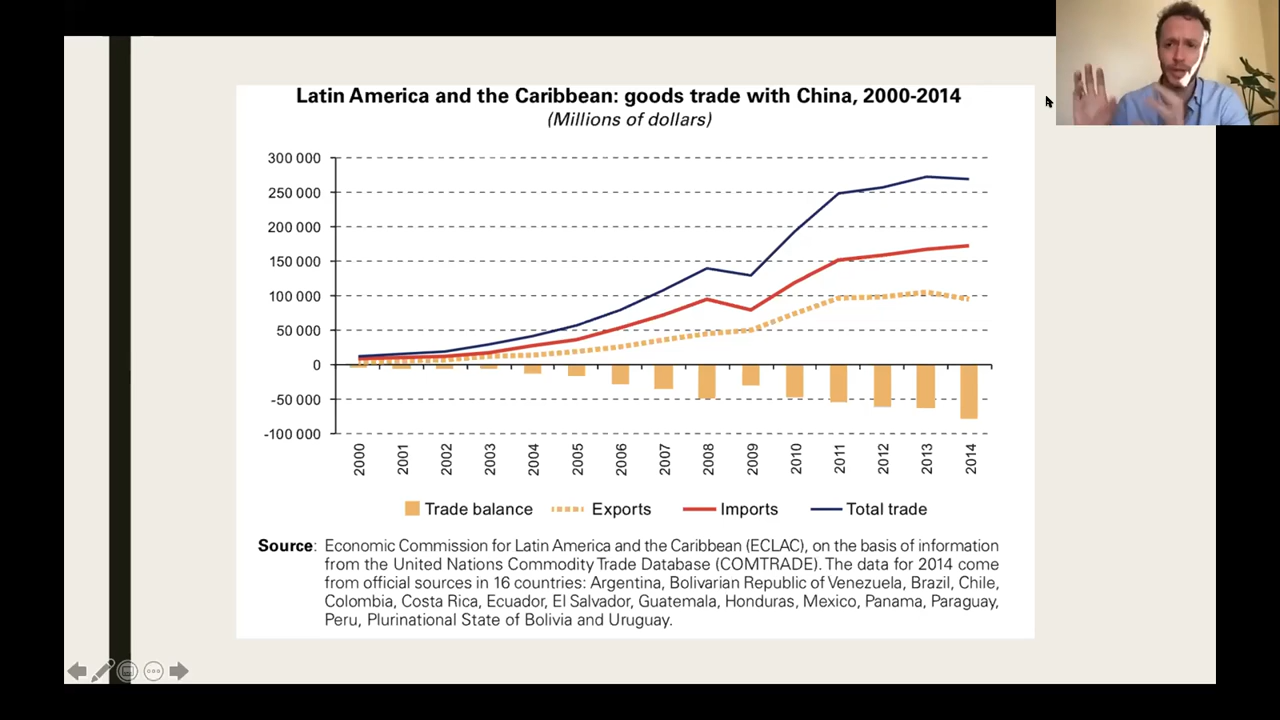 Latin America and the Caribbean: goods trade with China, 2000-2014
(Millions of dollars)
300 000
250 000
200 000
150 000
100 000
50 000
0
-50 000
-100 000
2000 2001 2002 2003 2004 2005 2006 2007 2008 2009 2010 2011 2012 2013 2014
Trade balance Exports Imports Total trade
Source: Economic Commission for Latin America and the Caribbean (ECLAC), on the basis of information
from the United Nations Commodity Trade Database (COMTRADE). The data for 2014 come
from official sources in 16 countries: Argentina, Bolivarian Republic of Venezuela, Brazil, Chile,
Colombia, Costa Rica, Ecuador, El Salvador, Guatemala, Honduras, Mexico, Panama, Paraguay,
Peru, Plurinational State of Bolivia and Uruguay.